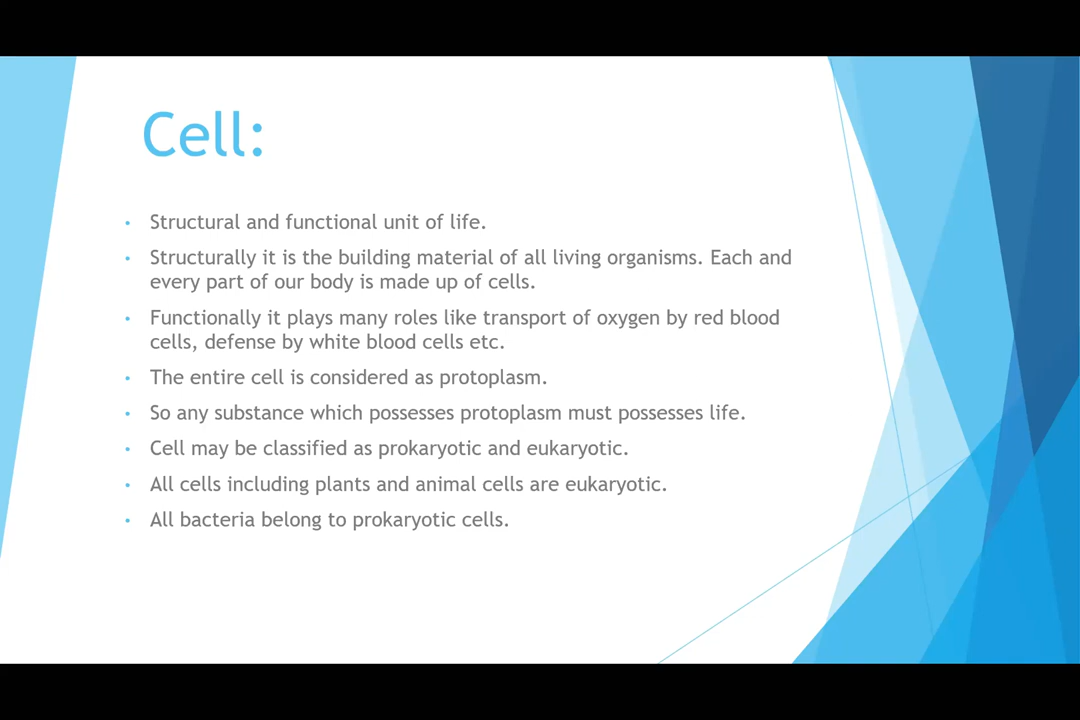 Cell:
• Structural and functional unit of life.
• Structurally it is the building material of all living organisms. Each and
every part of our body is made up of cells.
• Functionally it plays many roles like transport of oxygen by red blood
cells, defense by white blood cells etc.
• The entire cell is considered as protoplasm.
• So any substance which possesses protoplasm must possesses life.
• Cell may be classified as prokaryotic and eukaryotic.
• All cells including plants and animal cells are eukaryotic.
• All bacteria belong to prokaryotic cells.